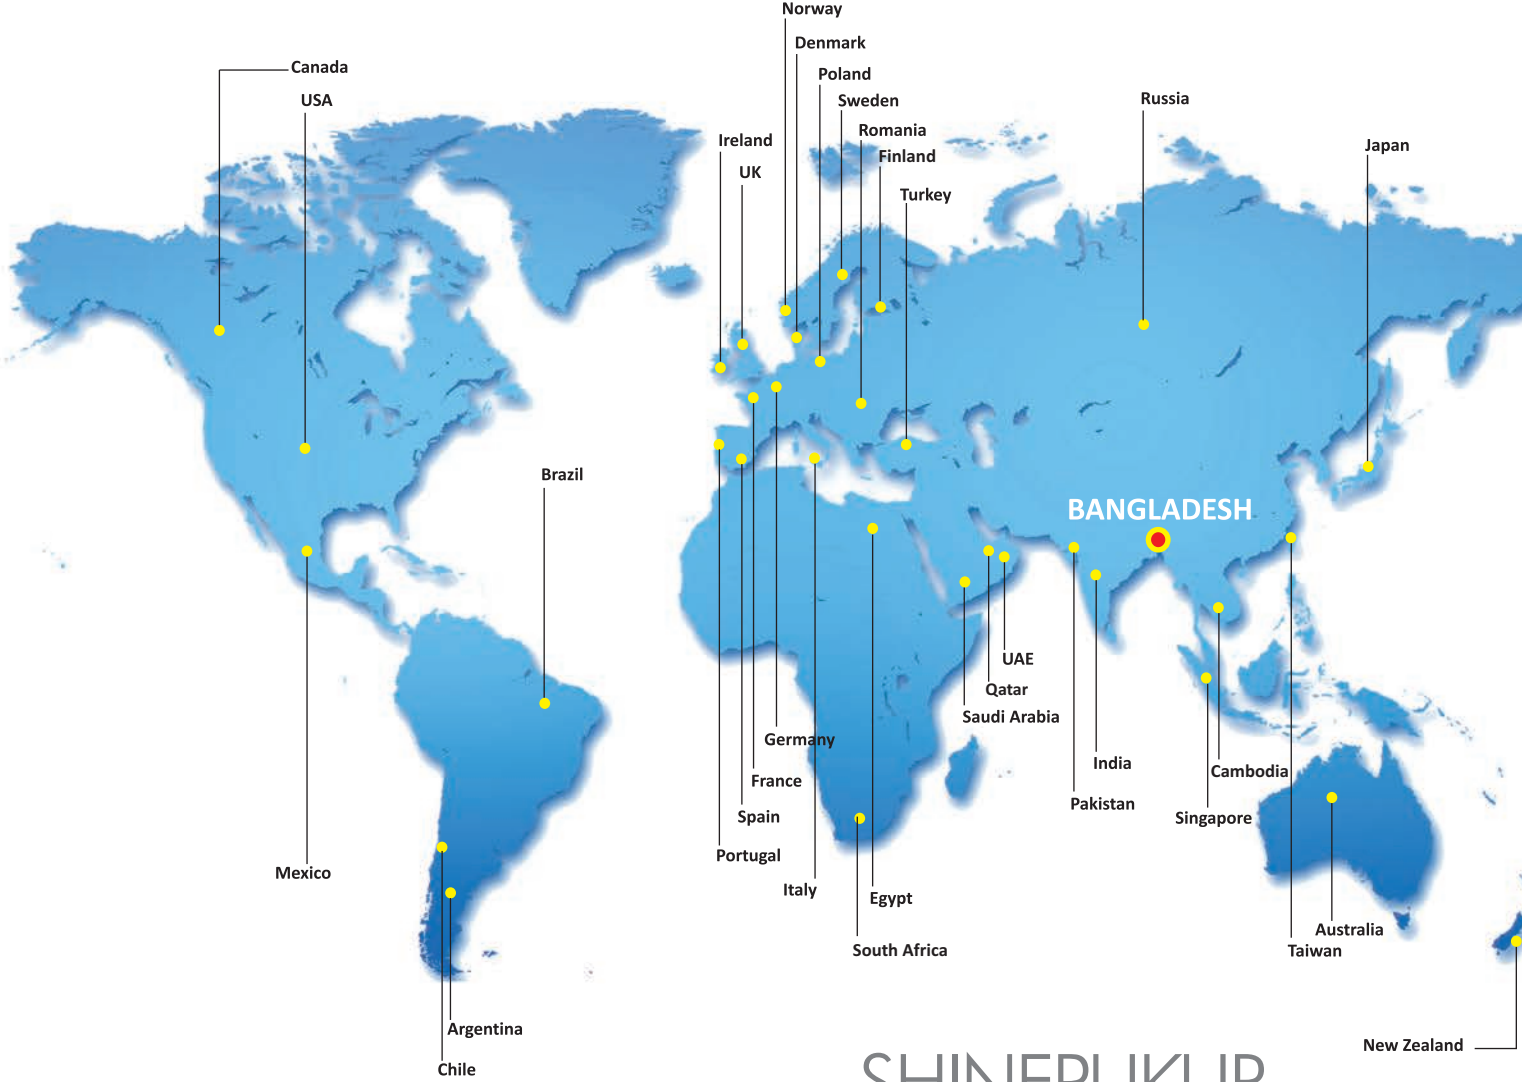 Norway
Denmark
Canada
Poland
USA
Sweden
Russia
Romania
Ireland
Japan
Finland
UK
Turkey
Brazil
BANGLADESH
UAE
Qatar
Saudi Arabia
Germany
India
Cambodia
France
Pakistan
Spain
Singapore
Portugal
Mexico
Italy
Egypt
Australia
South Africa
Taiwan
Argentina
New Zealand
Chile